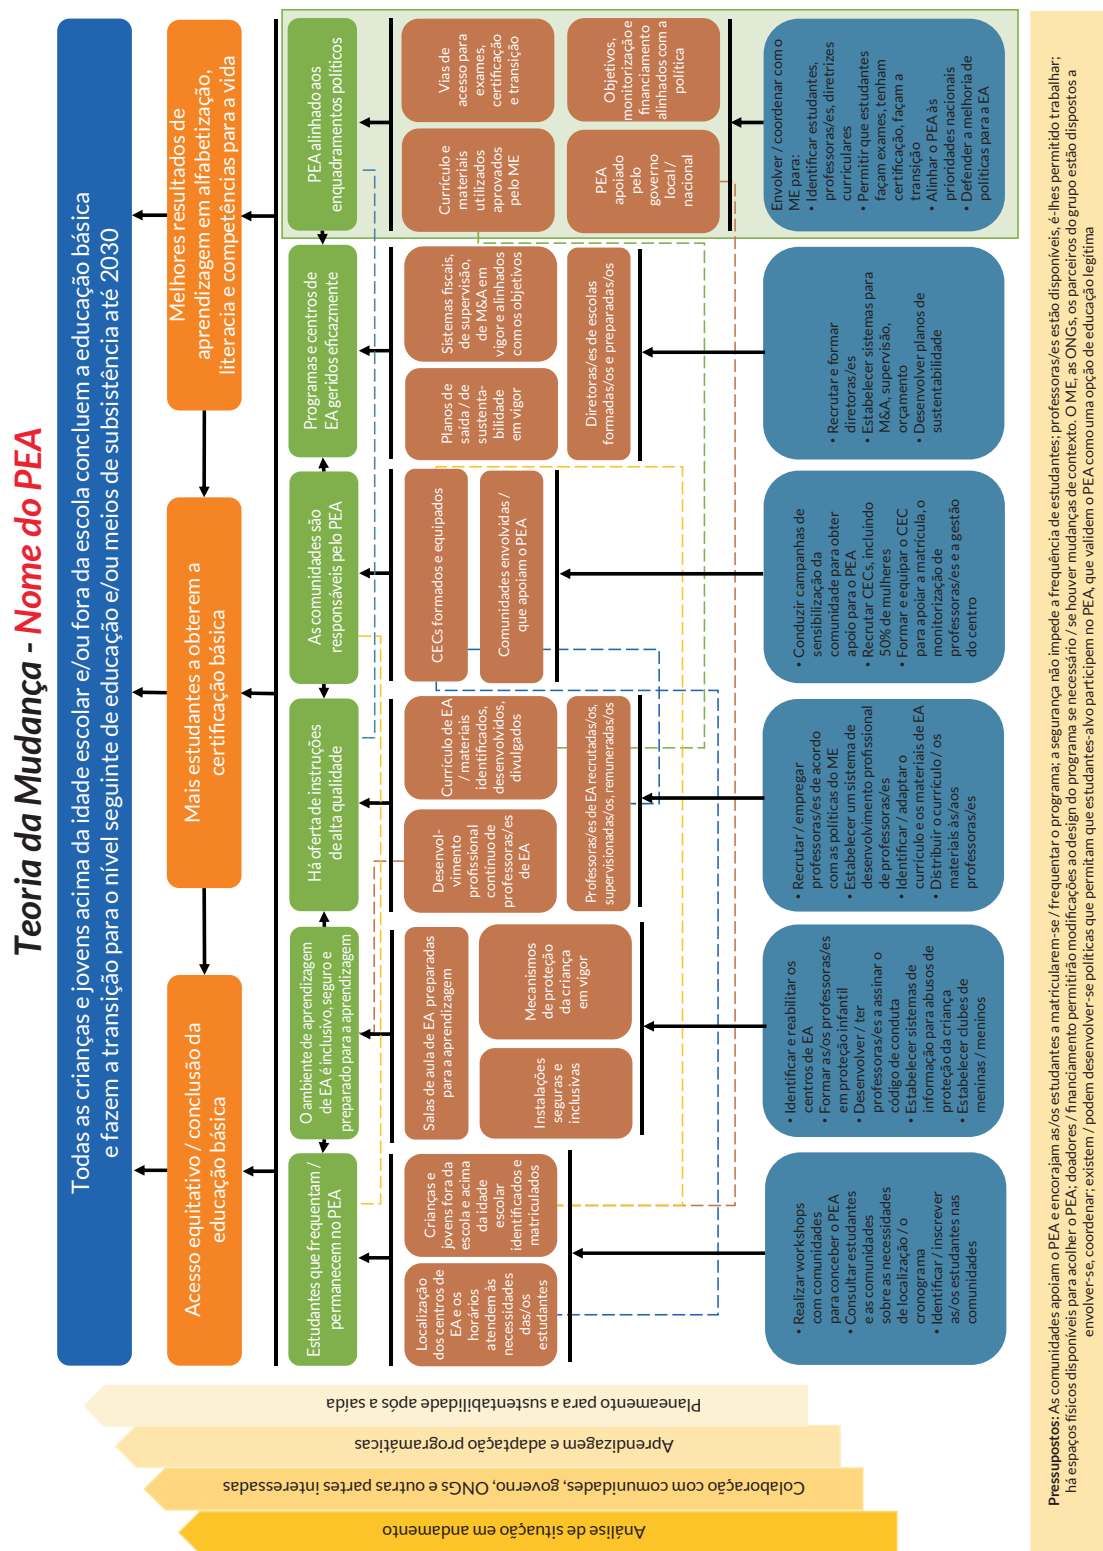 Teoria da Mudança - Nome do PEA
Todas as crianças e jovens acima da idade escolar e/ou fora da escola concluem a educação básica
e fazem a transição para o nível seguinte de educação e/ou meios de subsistência até 2030
Acesso equitativo / conclusão da
educação básica
Mais estudantes a obterem a
certificação básica
Melhores resultados de
aprendizagem em alfabetização,
literacia e competências para a vida
Estudantes que frequentam /
permanecem no PEA
O ambiente de aprendizagem
de EA é inclusivo, seguro e
preparado para a aprendizagem
Há oferta de instruções
de alta qualidade
As comunidades são
responsáveis pelo PEA
Programas e centros de
EA geridos eficazmente
PEA alinhado aos
enquadramentos políticos
Localização
dos centros de
EA e os
horários
atendem às
necessidades
das/os
estudantes
Crianças e
jovens fora da
escola e acima
da idade
escolar
identificados e
matriculados
Salas de aula de EA preparadas
para a aprendizagem
Instalações
seguras e
inclusivas
Mecanismos
de proteção
da criança
em vigor
Desenvol-
vimento
profissional
contínuo de
professoras/es
de EA
Currículo de EA
/ materiais
identificados,
desenvolvidos,
divulgados
Professoras/es de EA recrutadas/os,
supervisionadas/os, remuneradas/os
CECs formados e equipados
Comunidades envolvidas /
que apoiam o PEA
Planos de
saída / de
sustenta-
bilidade
em vigor
Sistemas fiscais,
de supervisão,
de M&A em
vigor e alinhados
com os objetivos
Diretoras/es de escolas
formadas/os e preparadas/os
Currículo e
materiais
utilizados
aprovados
pelo ME
Vias de
acesso para
exames,
certificação
e transição
PEA
apoiado
pelo
governo
local /
nacional
Objetivos,
monitorização e
financiamento
alinhados com a
política
• Realizar workshops
com comunidades
para conceber o PEA
• Consultar estudantes
e as comunidades
sobre as necessidades
de localização / o
cronograma
• Identificar / inscrever
as/os estudantes nas
comunidades
• Identificar e reabilitar os
centros de EA
• Formar as/os professoras/es
em proteção infantil
• Desenvolver / ter
professoras/es a assinar o
código de conduta
• Estabelecer sistemas de
informação para abusos de
proteção da criança
• Estabelecer clubes de
meninas / meninos
• Recrutar / empregar
professoras/es de acordo
com as políticas do ME
• Estabelecer um sistema de
desenvolvimento profissional
de professoras/es
• Identificar / adaptar o
currículo e os materiais de EA
• Distribuir o currículo / os
materiais às/aos
professoras/es
• Conduzir campanhas de
sensibilização da
comunidade para obter
apoio para o PEA
• Recrutar CECs, incluindo
50% de mulheres
• Formar e equipar o CEC
para apoiar a matrícula, o
monitorização de
professoras/es e a gestão
do centro
• Recrutar e formar
diretoras/es
• Estabelecer sistemas para
M&A, supervisão,
orçamento
• Desenvolver planos de
sustentabilidade
Envolver / coordenar com o
ME para:
• Identificar estudantes,
professoras/es, diretrizes
curriculares
• Permitir que estudantes
façam exames, tenham
certificação, façam a
transição
• Alinhar o PEA às
prioridades nacionais
• Defender a melhoria de
políticas para a EA
Planeamento para a sustentabilidade após a saída
Aprendizagem e adaptação programáticas
Colaboração com comunidades, governo, ONGs e outras partes interessadas
Análise de situação em andamento
Pressupostos: As comunidades apoiam o PEA e encorajam as/os estudantes a matricularem-se / frequentar o programa; a segurança não impede a frequência de estudantes; professoras/es estão disponíveis, é-lhes permitido trabalhar;
há espaços físicos disponíveis para acolher o PEA; doadores / financiamento permitirão modificações ao design do programa se necessário / se houver mudanças de contexto. O ME, as ONGs, os parceiros do grupo estão dispostos a
envolver-se, coordenar; existem / podem desenvolver-se políticas que permitam que estudantes-alvo participem no PEA, que validem o PEA como uma opção de educação legítima